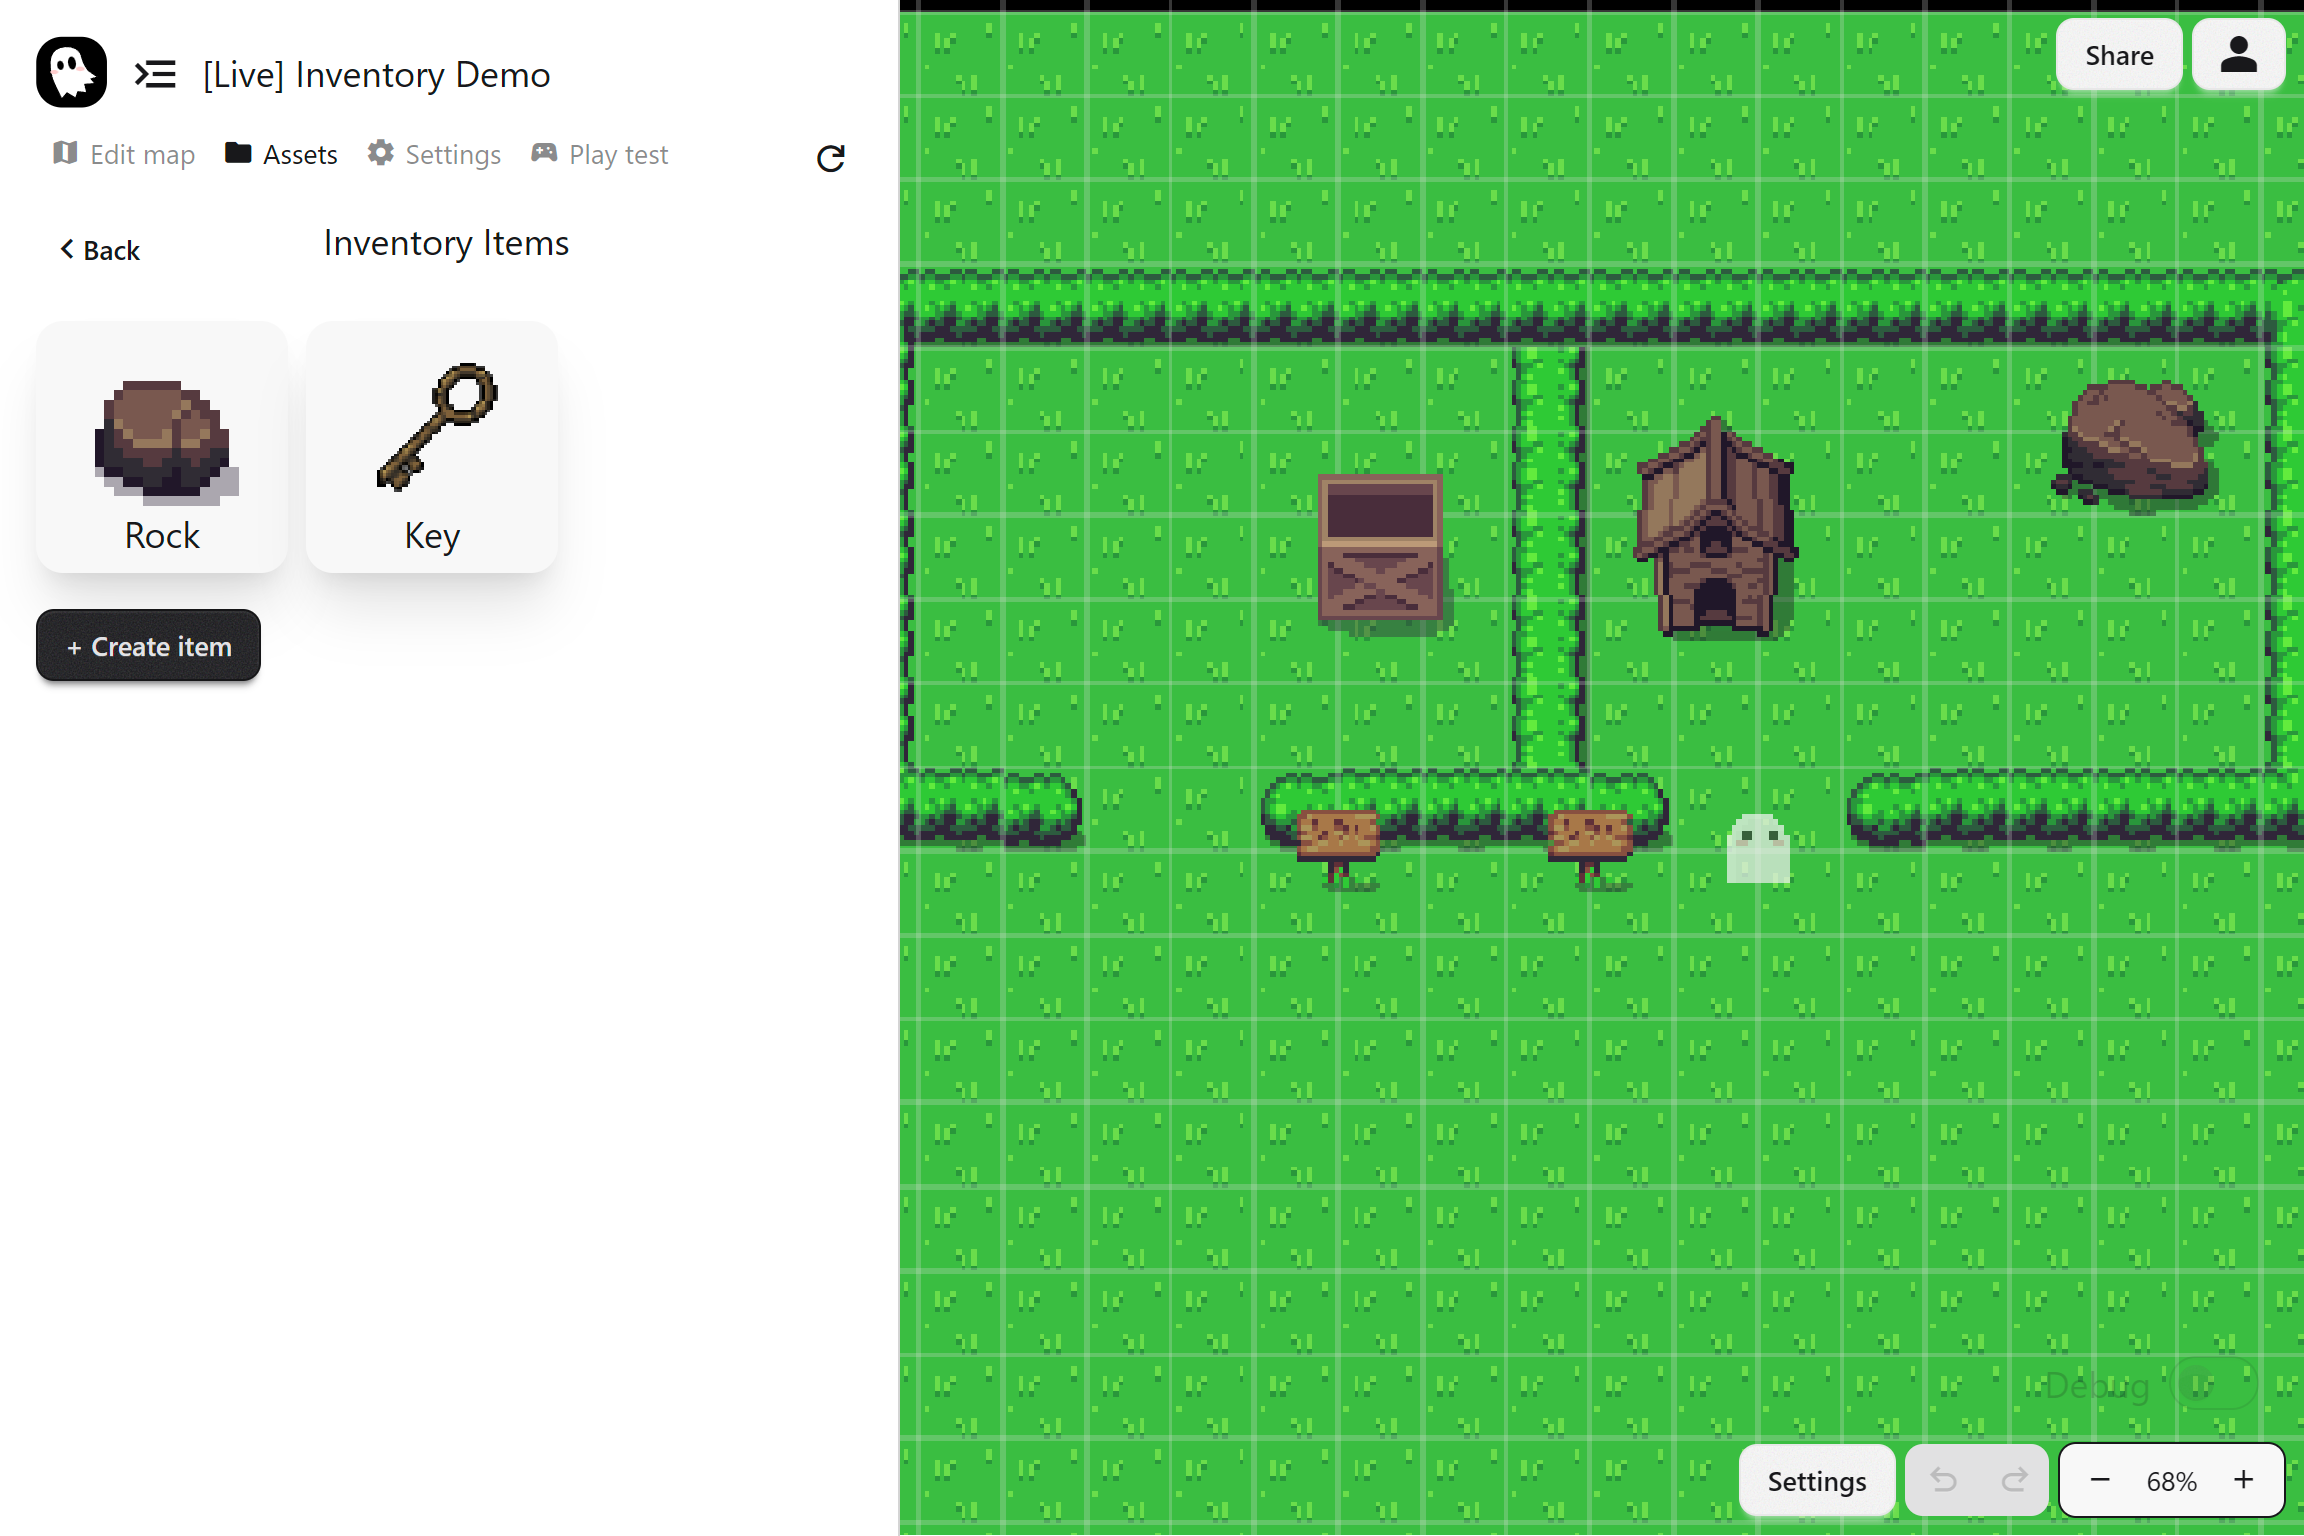 [Live] Inventory Demo
Edit map Assets Settings Play test
Back
Inventory Items
Rock
Key
+ Create item
Share
Debug
Settings
68%